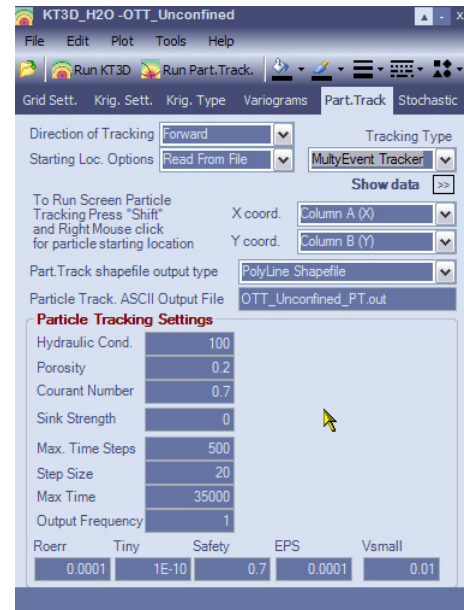 KT3D_H2O -OTT_Unconfined
File Edit Plot Tools Help
Run KT3D Run Part.Track.
Grid Sett. Krig. Sett. Krig. Type Variograms Part.Track Stochastic
Direction of Tracking Forward Tracking Type
Starting Loc. Options Read From File MultyEvent Tracker
Show data >>
To Run Screen Particle
Tracking Press "Shift"
and Right Mouse click
for particle starting location
X coord. Column A (X)
Y coord. Column B (Y)
Part.Track shapefile output type PolyLine Shapefile
Particle Track. ASCII Output File OTT_Unconfined_PT.out
Particle Tracking Settings
Hydraulic Cond. 100
Porosity 0.2
Courant Number 0.7
Sink Strength 0
Max. Time Steps 500
Step Size 20
Max Time 35000
Output Frequency 1
Roerr Tiny Safety EPS Vsmall
0.0001 1E-10 0.7 0.0001 0.01